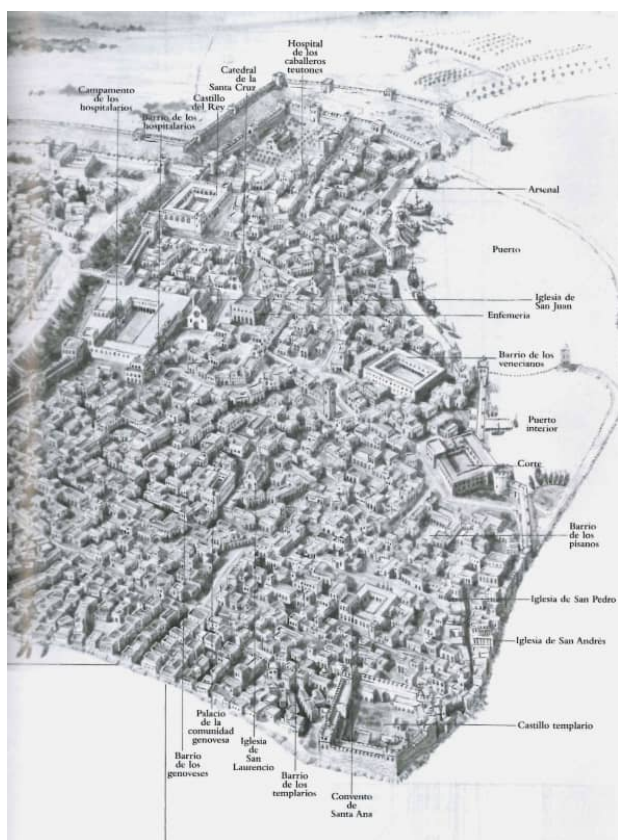 Hospital
de los
caballeros
teutones
Catedral
de la
Santa Cruz
Castillo
del Rey
Campamento
de los
hospitalarios
Barrio de los
hospitalarios
Arsenal
Puerto
Iglesia de
San Juan
Enfemería
Barrio de los
venecianos
Puerto
interior
Corte
Barrio
de los
pisanos
Iglesia de San Pedro
Iglesia de San Andrés
Castillo templario
Palacio
de la
comunidad
genovesa
Iglesia
de
San
Laurencio
Barrio
de los
genoveses
Barrio
de los
templarios
Convento
de
Santa Ana